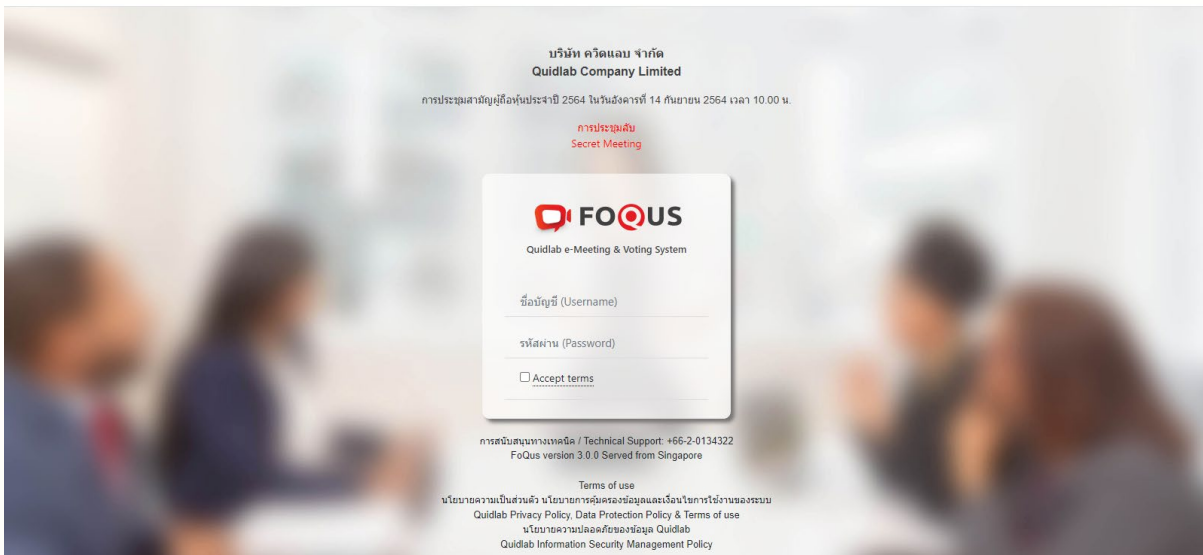 บริษัท ควิดแลบ จำกัด
Quidlab Company Limited
การประชุมสามัญผู้ถือหุ้นประจำปี 2564 ในวันอังคารที่ 14 กันยายน 2564 เวลา 10.00 น.
การประชุมลับ
Secret Meeting
FOQUS
Quidlab e-Meeting & Voting System
ชื่อบัญชี (Username)
รหัสผ่าน (Password)
Accept terms
การสนับสนุนทางเทคนิค / Technical Support: +66-2-0134322
FoQus version 3.0.0 Served from Singapore
Terms of use
นโยบายความเป็นส่วนตัว นโยบายการคุ้มครองข้อมูลและเงื่อนไขการใช้งานของระบบ
Quidlab Privacy Policy, Data Protection Policy & Terms of use
นโยบายความปลอดภัยของข้อมูล Quidlab
Quidlab Information Security Management Policy